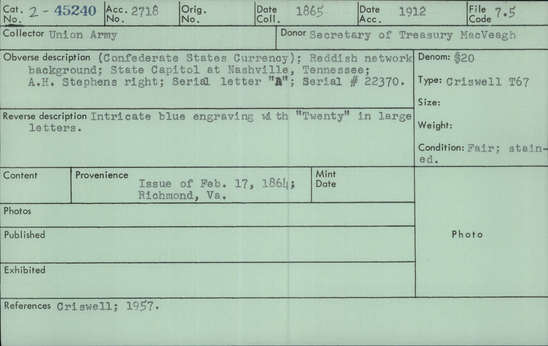 Cat. No. 2 - 45240 Acc. No. 2718 Orig. No. Date Coll. 1865 Date Acc. 1912 File Code 7.5
Collector Union Army Donor Secretary of Treasury MacVeagh
Obverse description (Confederate States Currency); Reddish network
background; State Capitol at Nashville, Tennessee;
A.H. Stephens right; Serial letter "A"; Serial # 22370.
Denom: $20
Type: Criswell T67
Size:
Reverse description Intricate blue engraving with "Twenty" in large
letters.
Weight:
Condition: Fair; stain-
ed.
Content Provenience Issue of Feb. 17, 1864;
Richmond, Va.
Mint Date
Photos
Published
Photo
Exhibited
References Criswell; 1957.